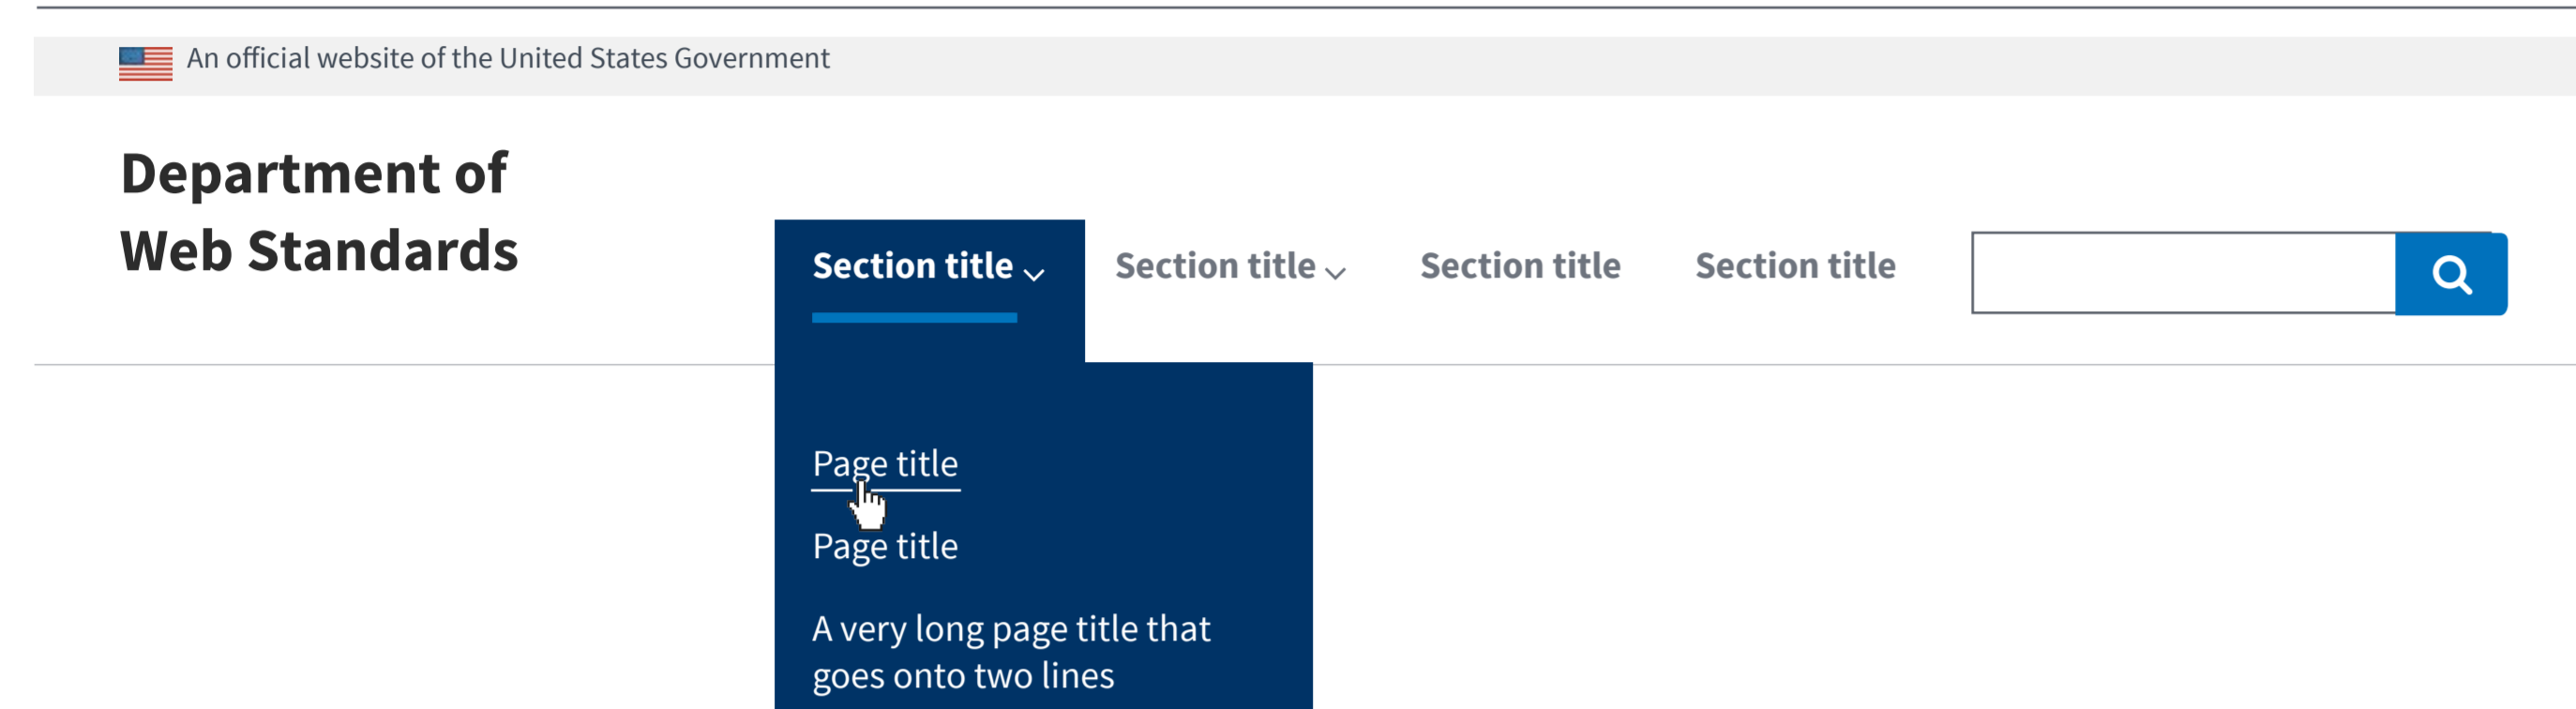 An official website of the United States Government
Department of
Web Standards
Section title Section title Section title Section title
Page title
Page title
A very long page title that
goes onto two lines